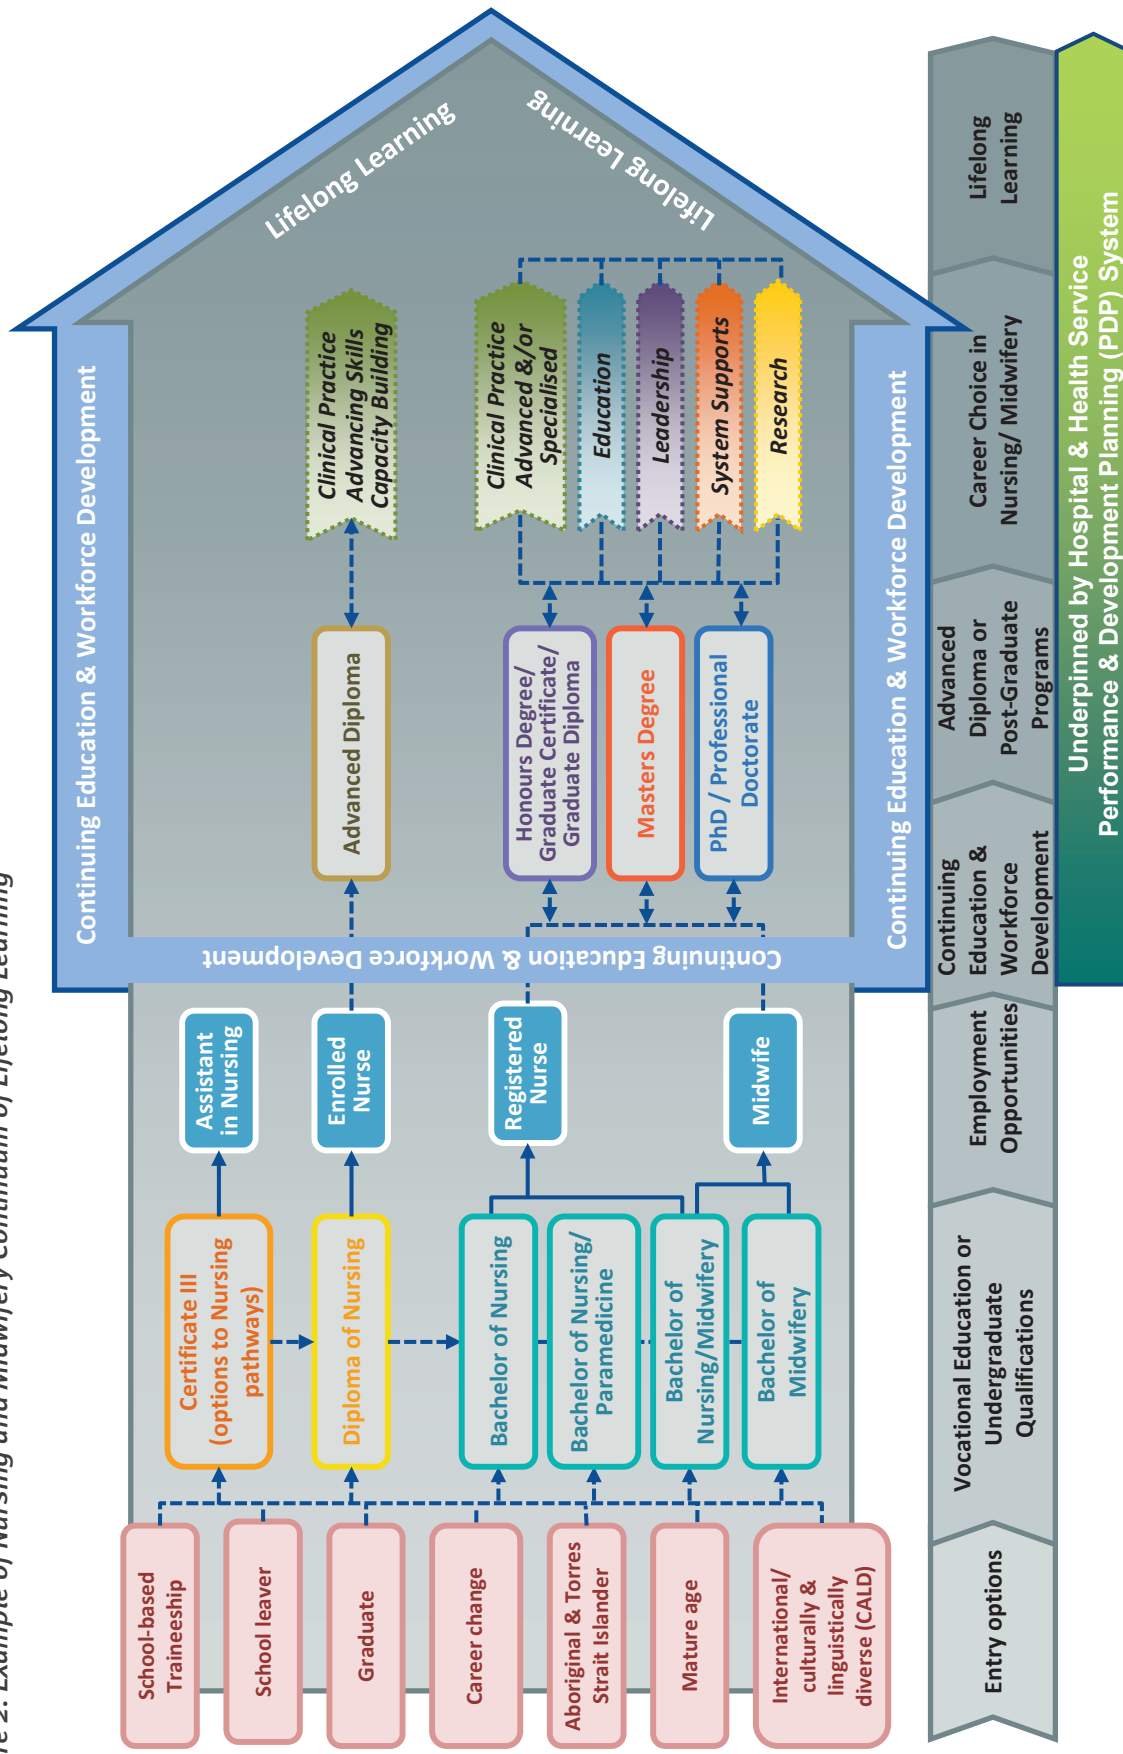 re 2: Example of Nursing and Midwifery Continuum of Lifelong Learning
School-based
Traineeship
School leaver
Graduate
Career change
Aboriginal & Torres
Strait Islander
Mature age
International/
culturally &
linguistically
diverse (CALD)
Certificate III
(options to Nursing
pathways)
Diploma of Nursing
Bachelor of Nursing
Bachelor of Nursing/
Paramedicine
Bachelor of
Nursing/Midwifery
Bachelor of
Midwifery
Assistant
in Nursing
Enrolled
Nurse
Registered
Nurse
Midwife
Continuing Education & Workforce Development
Continuing Education & Workforce Development
Continuing Education & Workforce Development
Advanced Diploma
Honours Degree/
Graduate Certificate/
Graduate Diploma
Masters Degree
PhD / Professional
Doctorate
Clinical Practice
Advancing Skills
Capacity Building
Clinical Practice
Advanced &/or
Specialised
Education
Leadership
System Supports
Research
Lifelong Learning
Lifelong Learning
Entry options
Vocational Education or
Undergraduate
Qualifications
Employment
Opportunities
Continuing
Education &
Workforce
Development
Advanced
Diploma or
Post-Graduate
Programs
Career Choice in
Nursing/ Midwifery
Lifelong
Learning
Underpinned by Hospital & Health Service
Performance & Development Planning (PDP) System